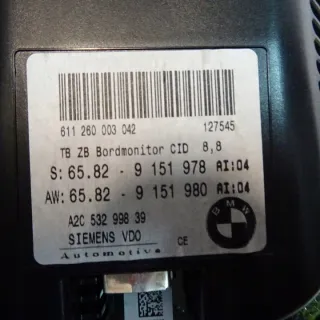 611 260 003 042 127545
TB ZB Bordmonitor CID 8,8
S: 65.82 - 9 151 978 AI:04
AW: 65.82 - 9 151 980 AI:04
A2C 532 998 39
SIEMENS VDO CE
Automotive
BMW